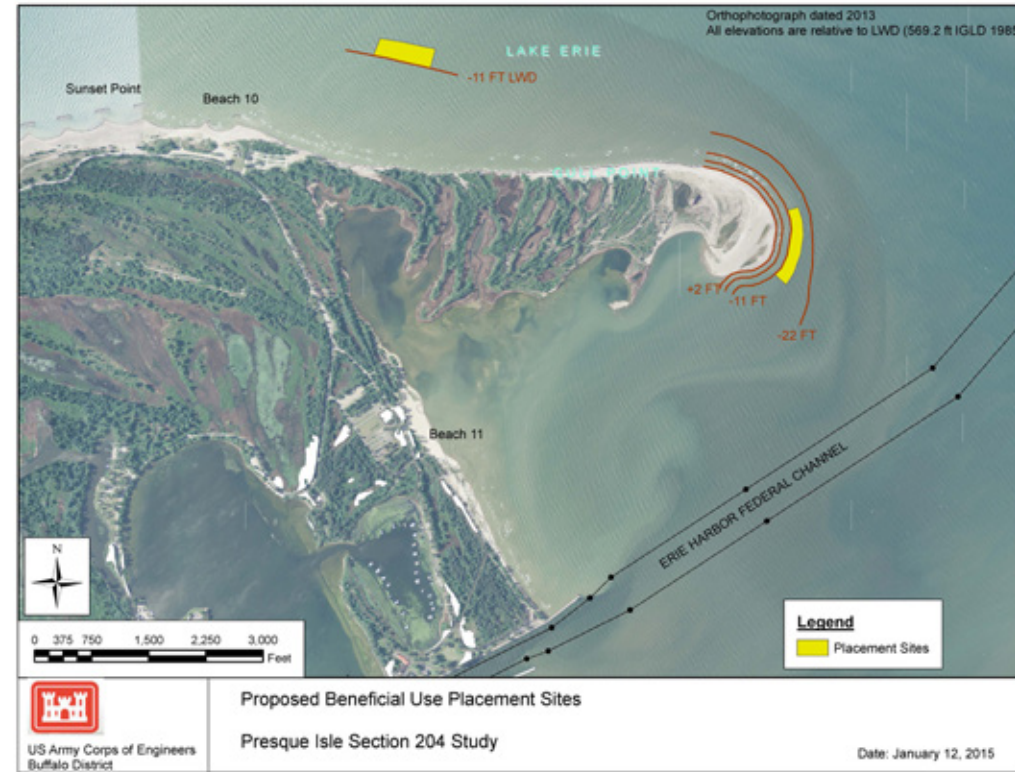 Orthophotograph dated 2013
All elevations are relative to LWD (569.2 ft IGLD 1985
LAKE ERIE
-11 FT LWD
Sunset Point
Beach 10
GULL POINT
+2 FT
-11 FT
-22 FT
Beach 11
ERIE HARBOR FEDERAL CHANNEL
N
0 375 750 1,500 2,250 3,000
Feet
Legend
Placement Sites
US Army Corps of Engineers
Buffalo District
Proposed Beneficial Use Placement Sites
Presque Isle Section 204 Study
Date: January 12, 2015